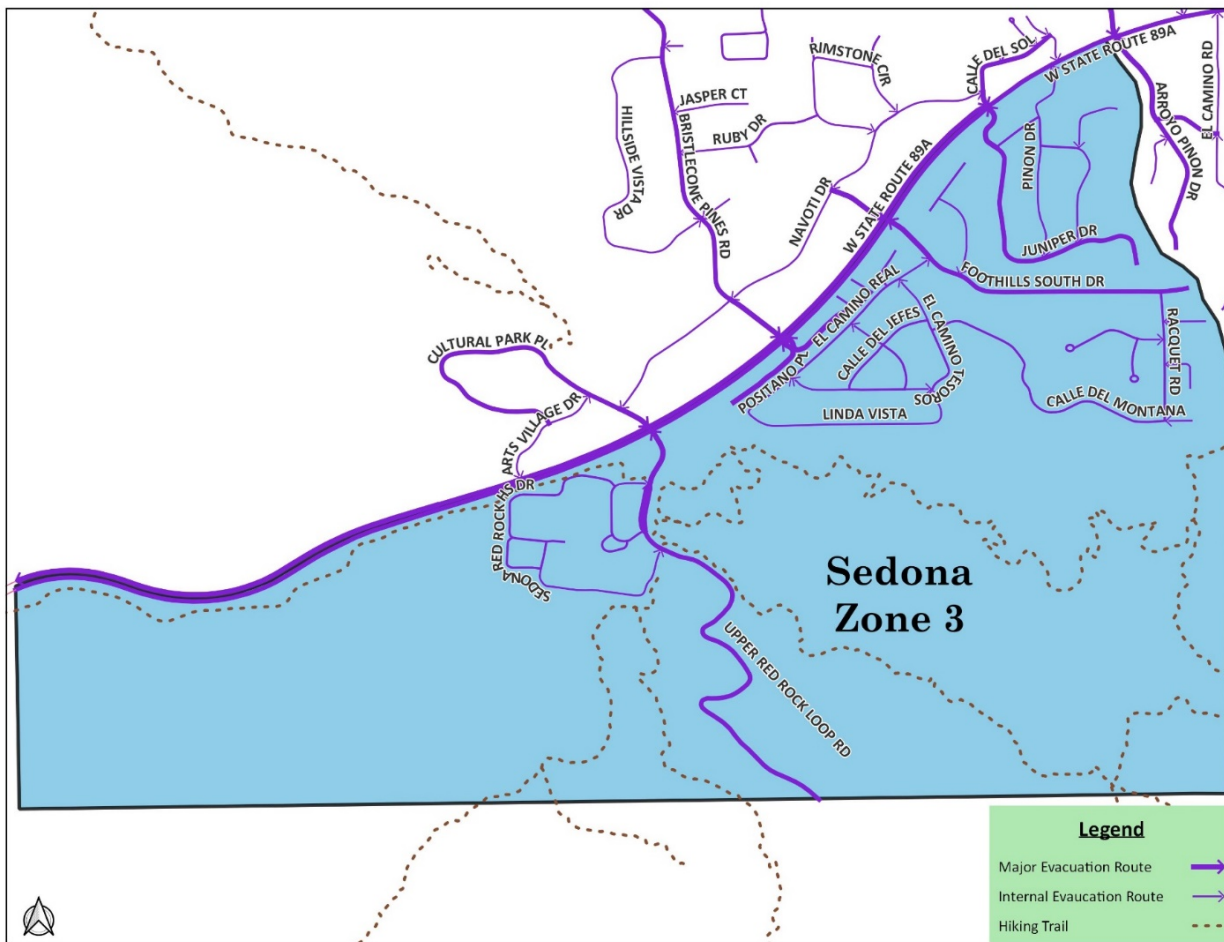 RIMSTONE CIR
CALLE DEL SOL
W STATE ROUTE 89A
EL CAMINO RD
ARROYO PINON DR
JASPER CT
HILLSIDE VISTA DR
BRISTLECONE PINES RD
RUBY DR
PINON DR
NAVOTI DR
W STATE ROUTE 89A
JUNIPER DR
FOOTHILLS SOUTH DR
EL CAMINO REAL
RACQUET RD
CULTURAL PARK PL
CALLE DEL JEFES
EL CAMINO TESOROS
POSITANO PL
LINDA VISTA
CALLE DEL MONTANA
ARTS VILLAGE DR
SEDONA RED ROCK HS DR
Sedona
Zone 3
UPPER RED ROCK LOOP RD
Legend
Major Evacuation Route
Internal Evaucation Route
Hiking Trail